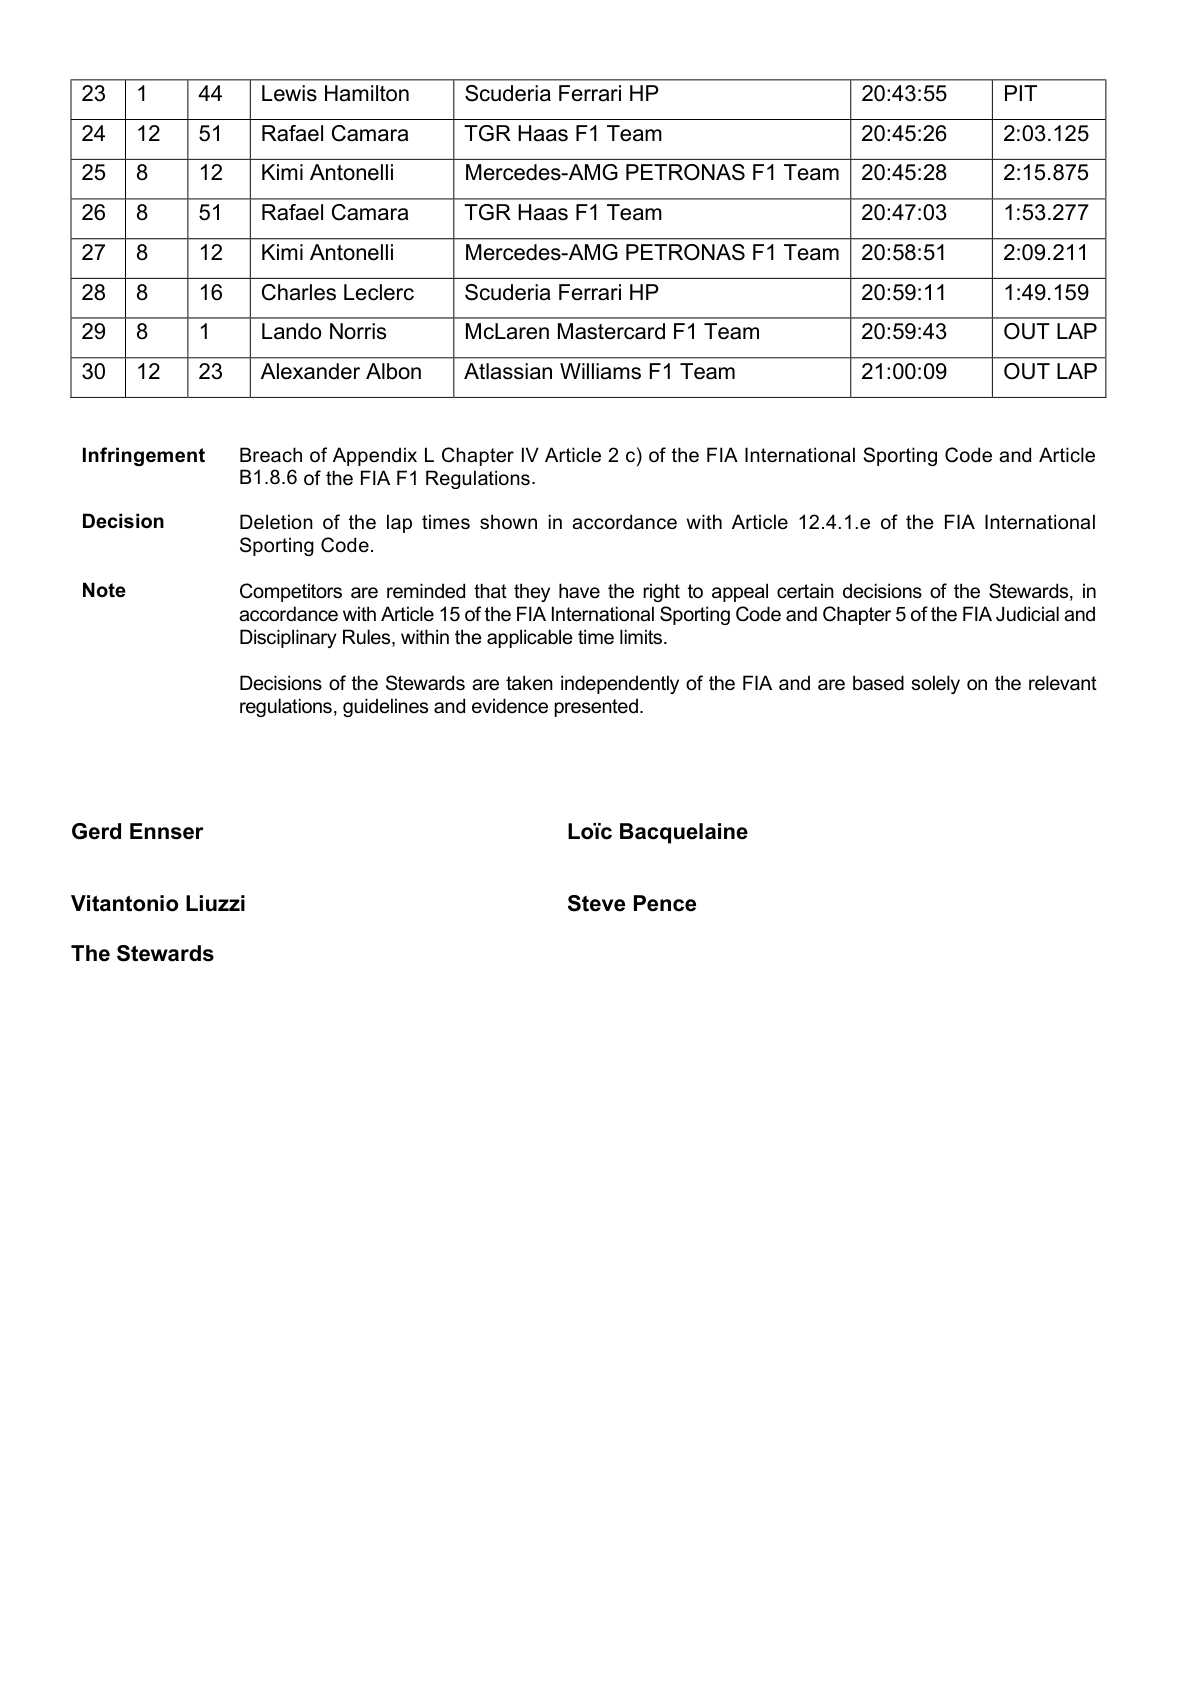 23 1 44 Lewis Hamilton Scuderia Ferrari HP 20:43:55 PIT
24 12 51 Rafael Camara TGR Haas F1 Team 20:45:26 2:03.125
25 8 12 Kimi Antonelli Mercedes-AMG PETRONAS F1 Team 20:45:28 2:15.875
26 8 51 Rafael Camara TGR Haas F1 Team 20:47:03 1:53.277
27 8 12 Kimi Antonelli Mercedes-AMG PETRONAS F1 Team 20:58:51 2:09.211
28 8 16 Charles Leclerc Scuderia Ferrari HP 20:59:11 1:49.159
29 8 1 Lando Norris McLaren Mastercard F1 Team 20:59:43 OUT LAP
30 12 23 Alexander Albon Atlassian Williams F1 Team 21:00:09 OUT LAP
Infringement Breach of Appendix L Chapter IV Article 2 c) of the FIA International Sporting Code and Article
B1.8.6 of the FIA F1 Regulations.
Decision Deletion of the lap times shown in accordance with Article 12.4.1.e of the FIA International
Sporting Code.
Note Competitors are reminded that they have the right to appeal certain decisions of the Stewards, in
accordance with Article 15 of the FIA International Sporting Code and Chapter 5 of the FIA Judicial and
Disciplinary Rules, within the applicable time limits.
Decisions of the Stewards are taken independently of the FIA and are based solely on the relevant
regulations, guidelines and evidence presented.
Gerd Ennser Loïc Bacquelaine
Vitantonio Liuzzi Steve Pence
The Stewards